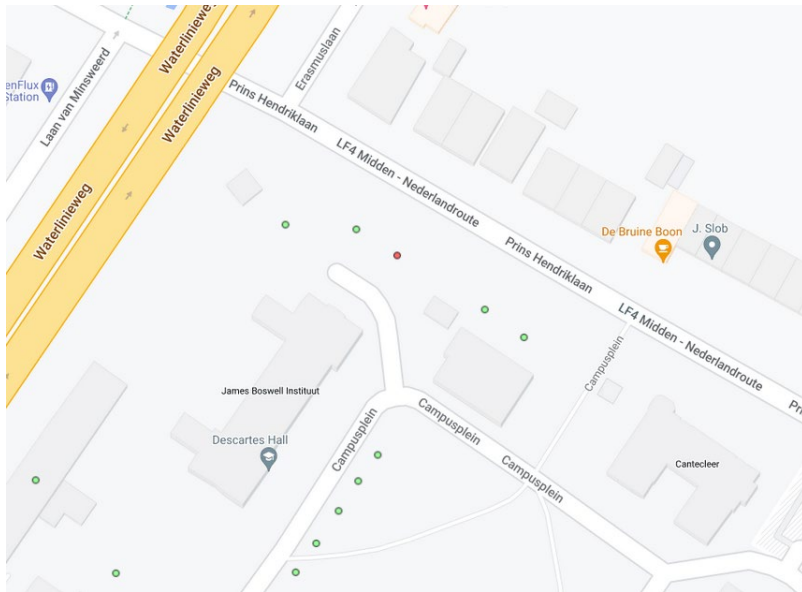 Waterlinieweg
Waterlinieweg
Erasmuslaan
enFlux
Station
Laan van Minsweerd
Prins Hendriklaan
LF4 Midden - Nederlandroute
Waterlinieweg
De Bruine Boon
J. Slob
Prins Hendriklaan
LF4 Midden - Nederlandroute
Campusplein
James Boswell Instituut
Pri
Campusplein
Campusplein
Descartes Hall
Campusplein
Cantecleer